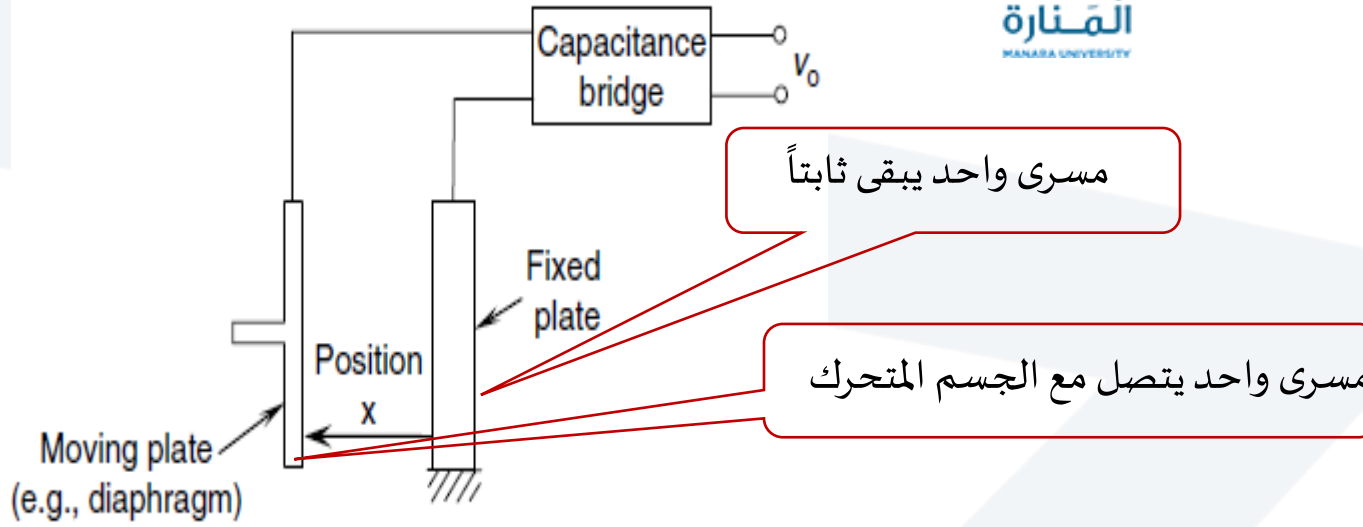 المَنارة
MANARA UNIVERSITY
Capacitance
bridge
V0
مسرى واحد يبقى ثابتاً
Fixed
plate
Position
x
مسرى واحد يتصل مع الجسم المتحرك
Moving plate
(e.g., diaphragm)